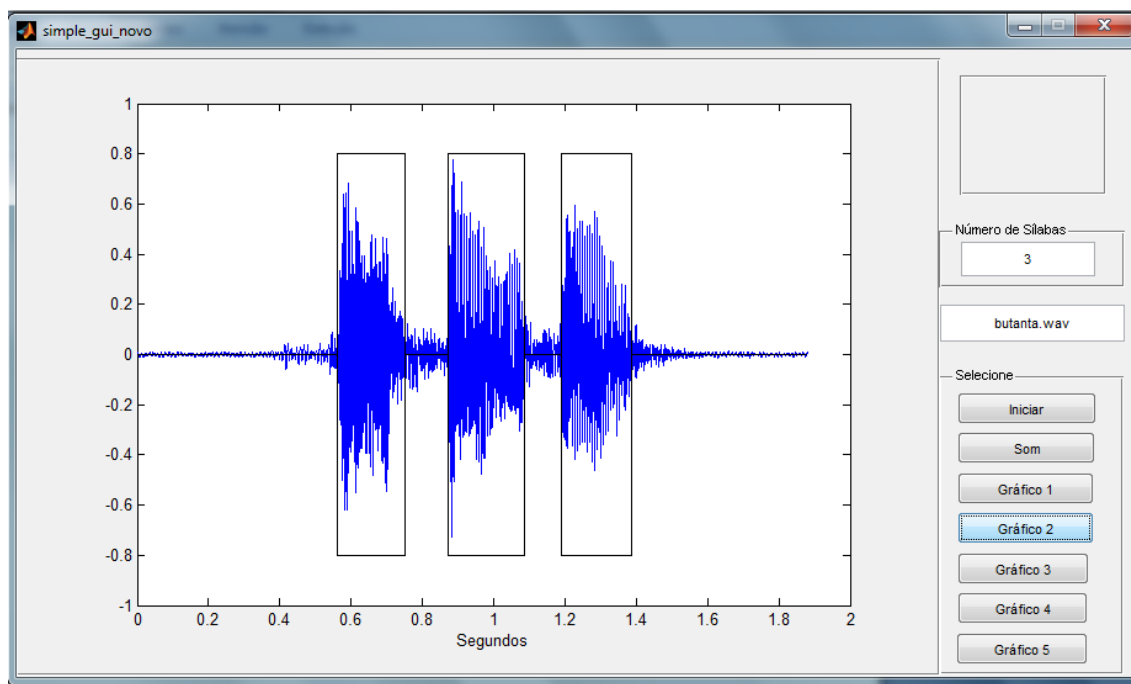 simple_gui_novo
1
0.8
0.6
0.4
0.2
0
-0.2
-0.4
-0.6
-0.8
-1
0 0.2 0.4 0.6 0.8 1 1.2 1.4 1.6 1.8 2
Segundos
Número de Sílabas
3
butanta.wav
Selecione
Iniciar
Som
Gráfico 1
Gráfico 2
Gráfico 3
Gráfico 4
Gráfico 5